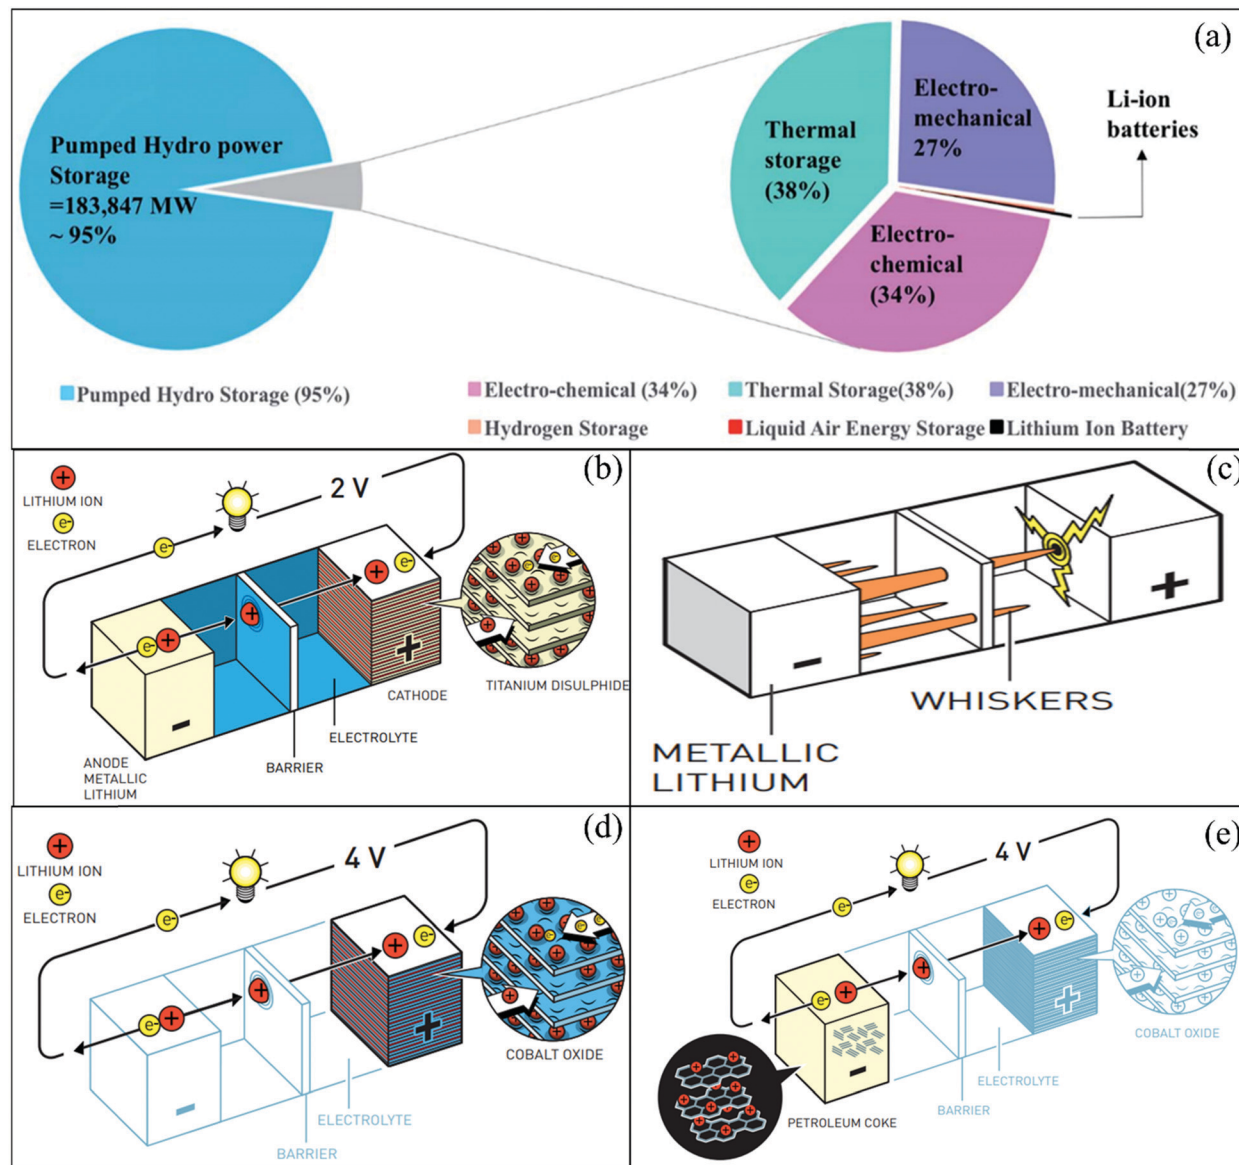 (a)
Pumped Hydro power
Storage
=183,847 MW
~ 95%
Thermal
storage
(38%)
Electro-
mechanical
27%
Li-ion
batteries
Electro-
chemical
(34%)
Pumped Hydro Storage (95%)
Electro-chemical (34%)
Thermal Storage(38%)
Electro-mechanical(27%)
Hydrogen Storage
Liquid Air Energy Storage
Lithium Ion Battery
(b)
+
LITHIUM ION
e-
ELECTRON
2 V
e-
e-
+
+
+
e-
-
+
TITANIUM DISULPHIDE
CATHODE
ELECTROLYTE
BARRIER
ANODE
METALLIC
LITHIUM
(c)
-
+
WHISKERS
METALLIC
LITHIUM
(d)
+
LITHIUM ION
e-
ELECTRON
4 V
e-
e-
+
+
+
e-
-
+
COBALT OXIDE
ELECTROLYTE
BARRIER
(e)
+
LITHIUM ION
e-
ELECTRON
4 V
e-
e-
+
+
+
e-
-
+
COBALT OXIDE
ELECTROLYTE
BARRIER
PETROLEUM COKE